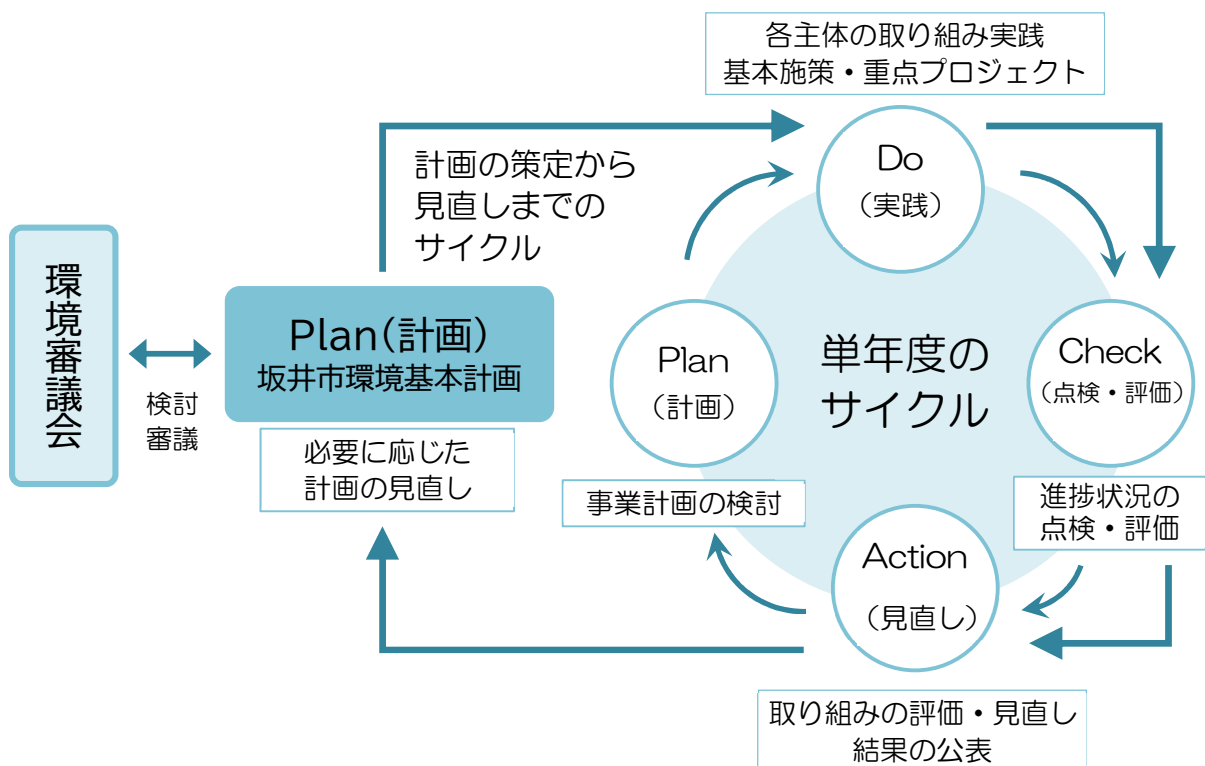 各主体の取り組み実践
基本施策・重点プロジェクト
計画の策定から
見直しまでの
サイクル
Do
（実践）
環境審議会
検討
審議
Plan(計画)
坂井市環境基本計画
必要に応じた
計画の見直し
Plan
（計画）
単年度の
サイクル
Check
（点検・評価）
事業計画の検討
進捗状況の
点検・評価
Action
（見直し）
取り組みの評価・見直し
結果の公表